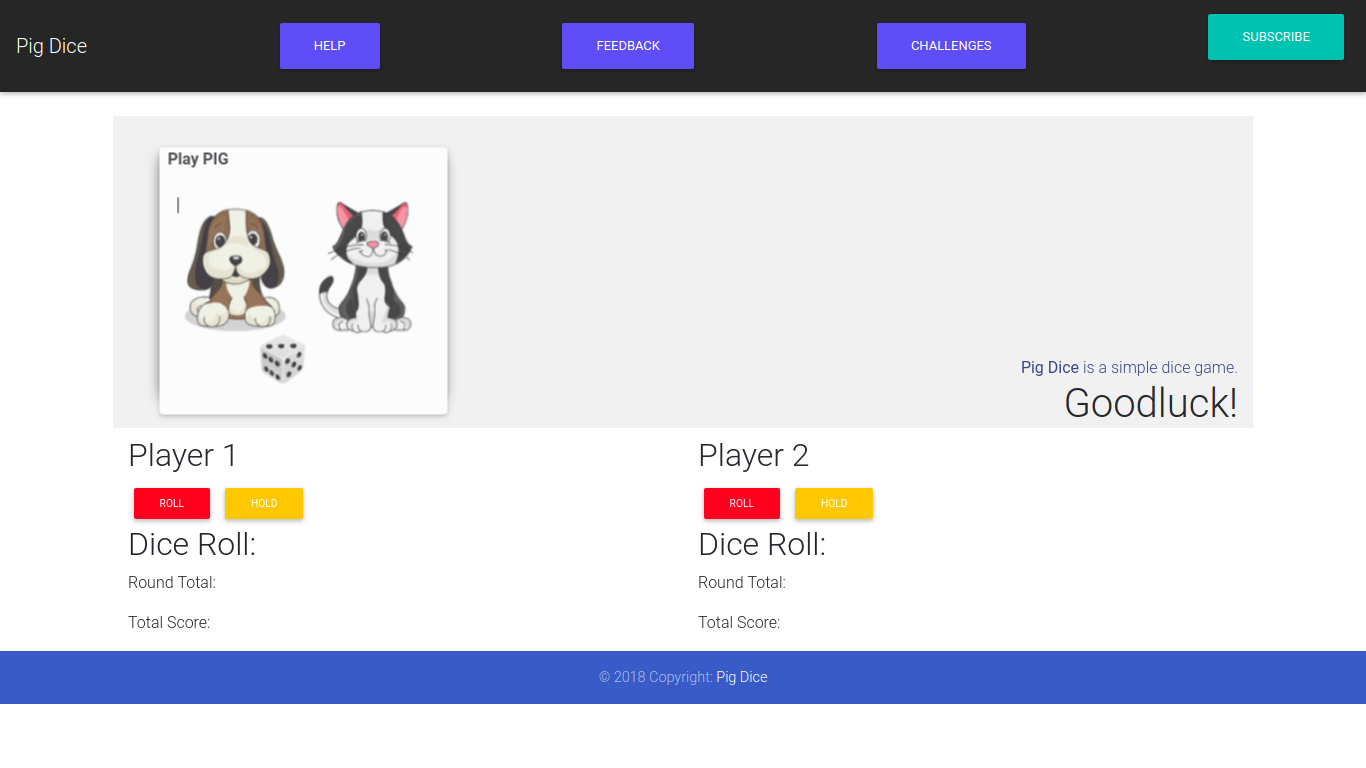 Pig Dice
HELP
FEEDBACK
CHALLENGES
SUBSCRIBE
Play PIG
Pig Dice is a simple dice game.
Goodluck!
Player 1
ROLL
HOLD
Dice Roll:
Round Total:
Total Score:
Player 2
ROLL
HOLD
Dice Roll:
Round Total:
Total Score:
© 2018 Copyright: Pig Dice